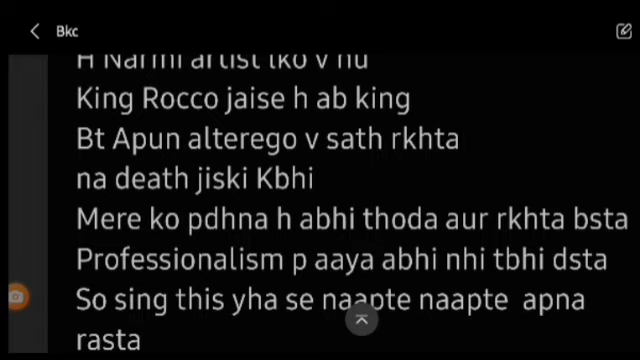 Bkc
H Narmi artist lko v hu
King Rocco jaise h ab king
Bt Apun alterego v sath rkhta
na death jiski Kbhi
Mere ko pdhna h abhi thoda aur rkhta bsta
Professionalism p aaya abhi nhi tbhi dsta
So sing this yha se naapte naapte apna
rasta